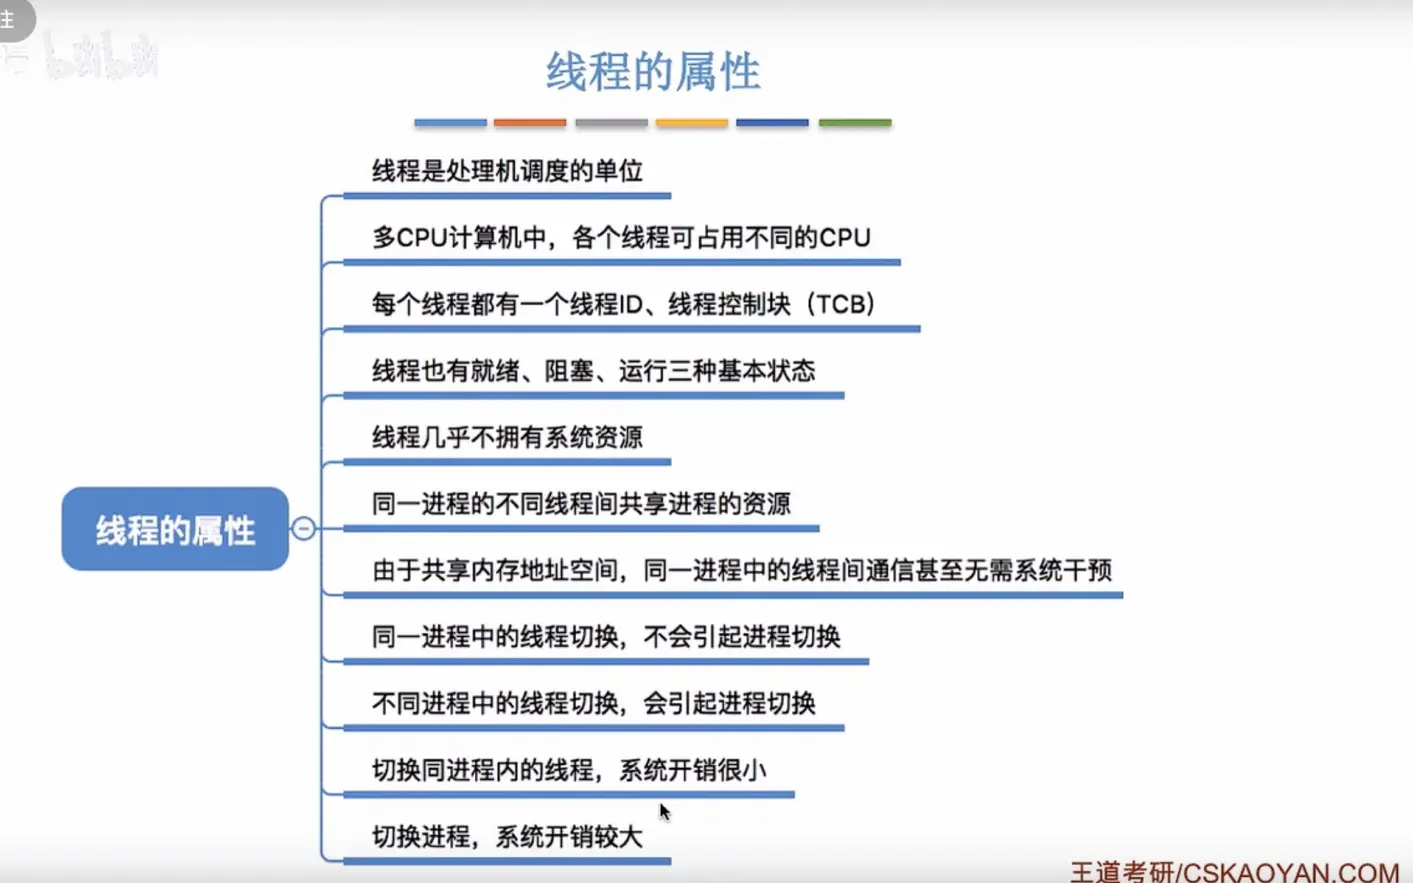 主
bilibili
线程的属性
线程是处理机调度的单位
多CPU计算机中，各个线程可占用不同的CPU
每个线程都有一个线程ID、线程控制块（TCB）
线程也有就绪、阻塞、运行三种基本状态
线程几乎不拥有系统资源
线程的属性
同一进程的不同线程间共享进程的资源
由于共享内存地址空间，同一进程中的线程间通信甚至无需系统干预
同一进程中的线程切换，不会引起进程切换
不同进程中的线程切换，会引起进程切换
切换同进程内的线程，系统开销很小
切换进程，系统开销较大
王道考研/CSKAOYAN.COM